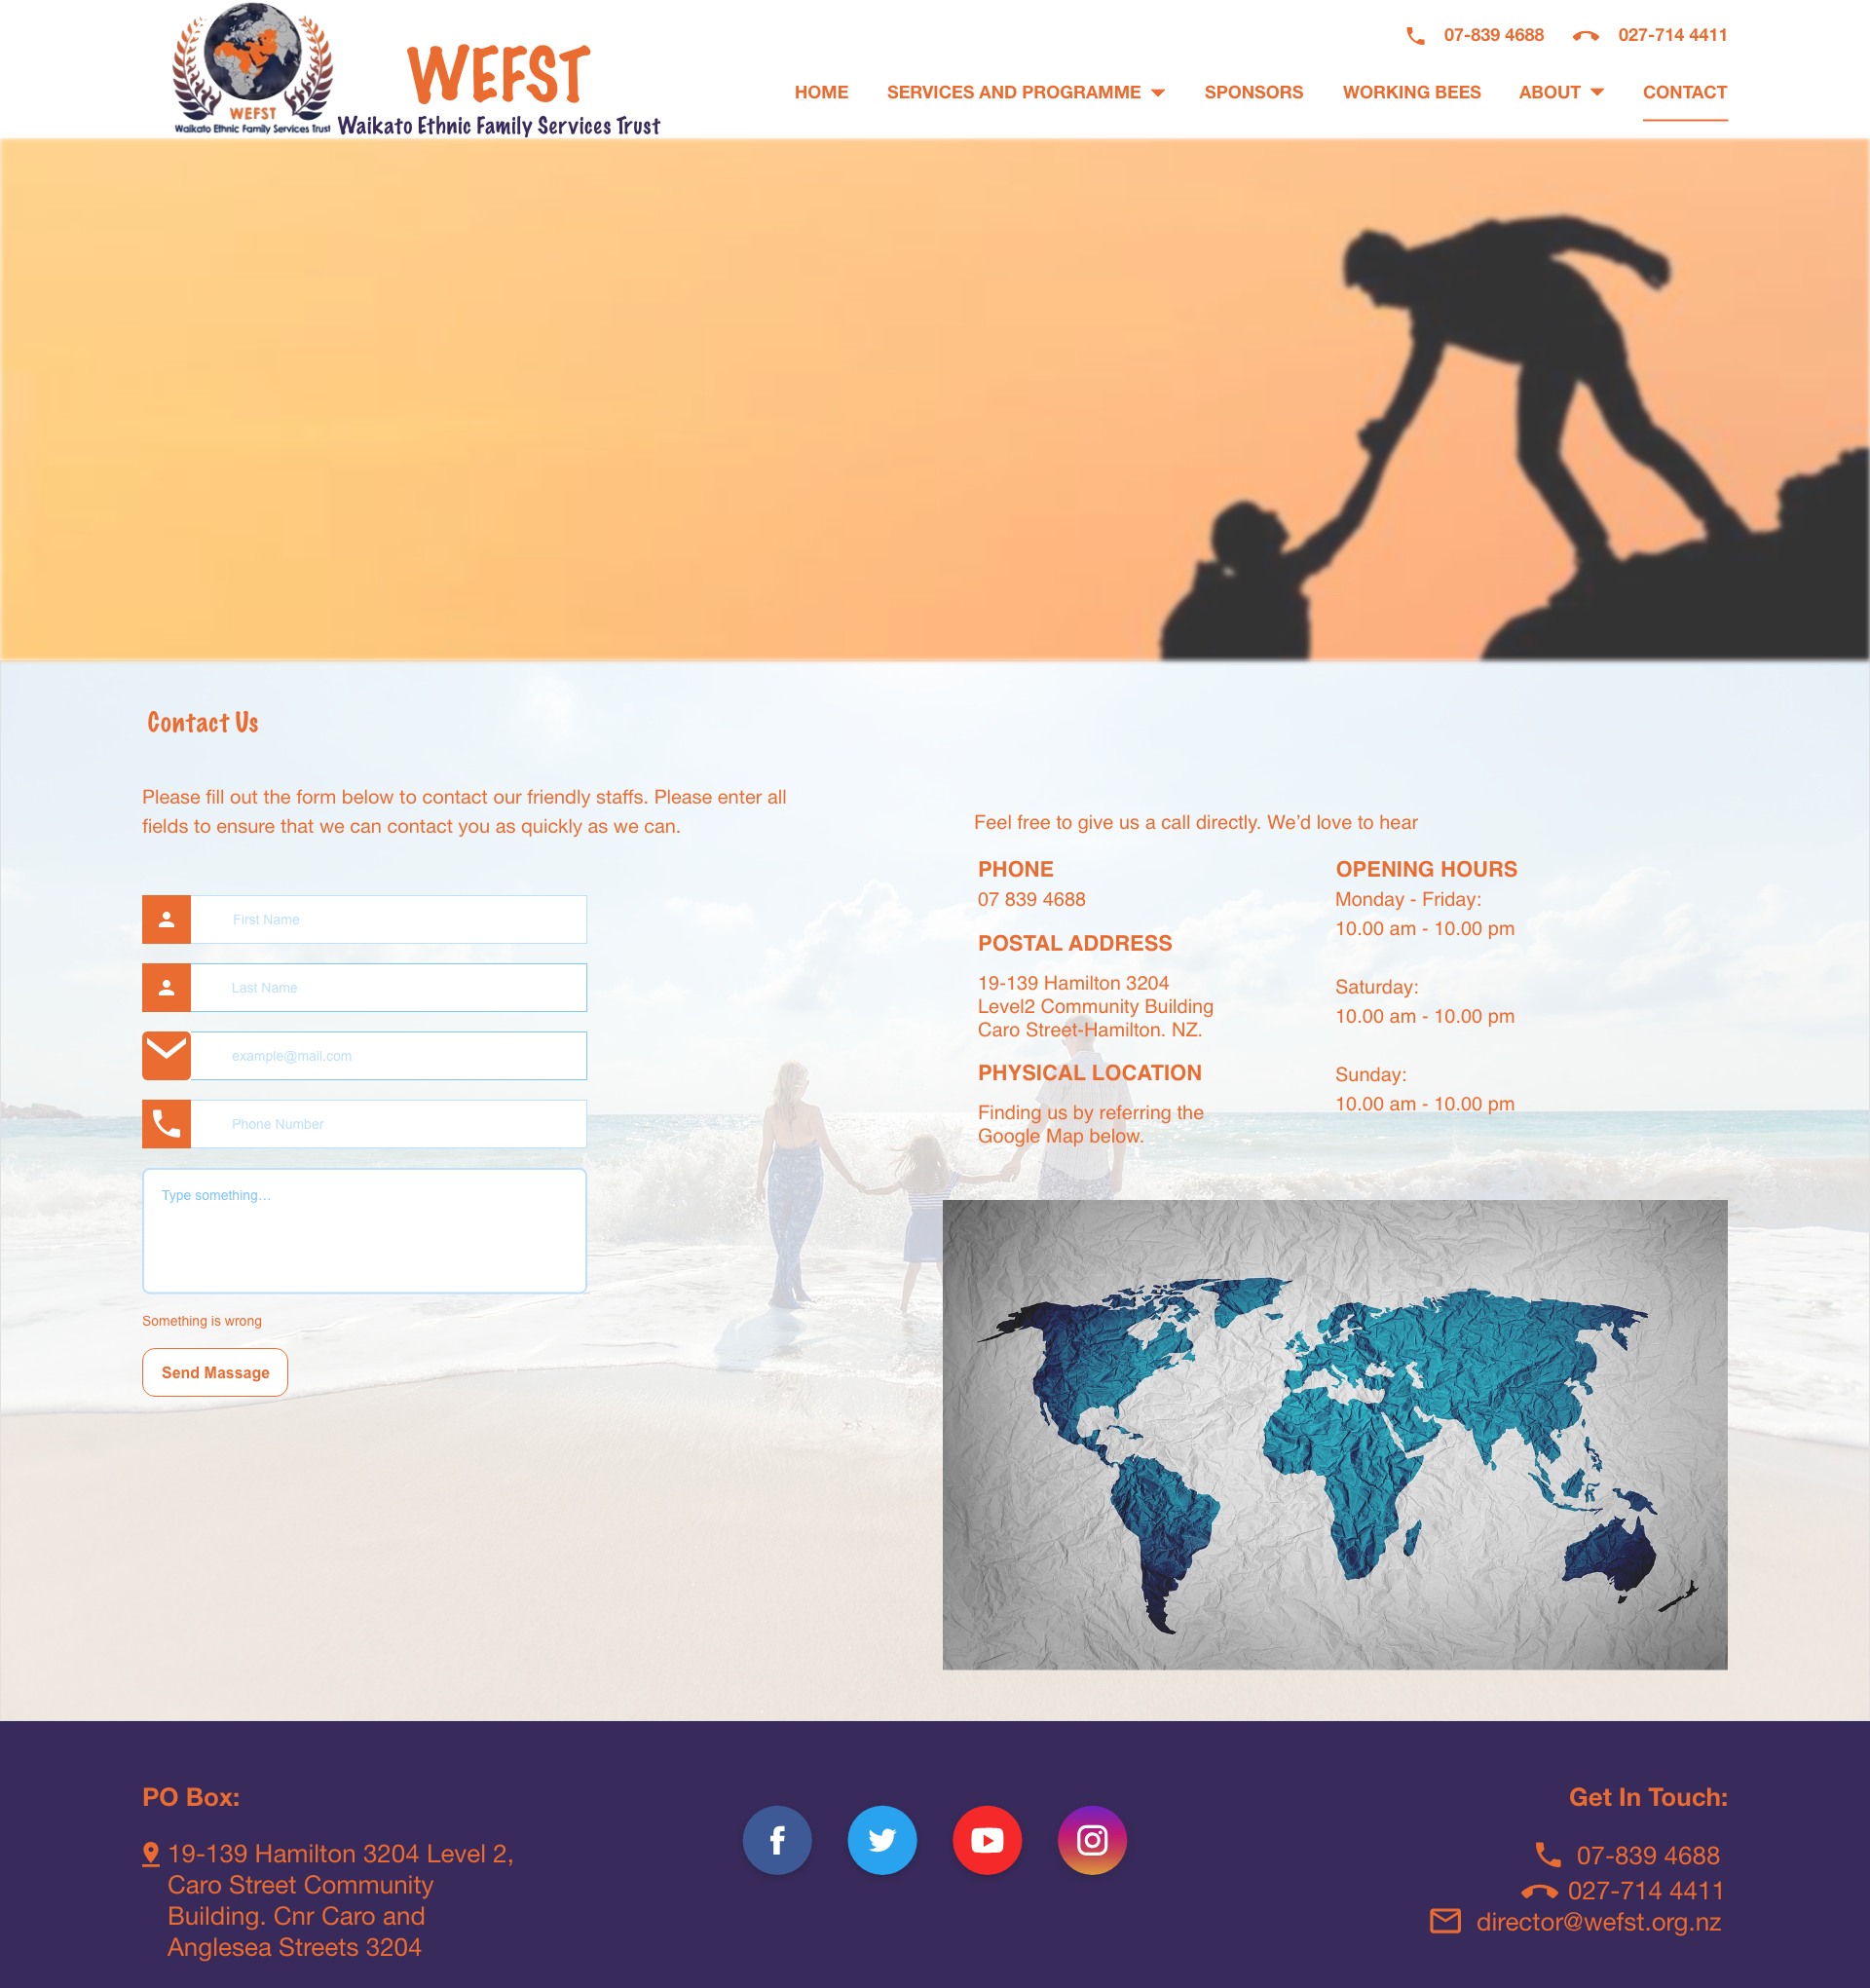 WEFST
Waikato Ethnic Family Services Trust
WEFST
Waikato Ethnic Family Services Trust
07-839 4688
027-714 4411
HOME
SERVICES AND PROGRAMME
SPONSORS
WORKING BEES
ABOUT
CONTACT
Contact Us
Please fill out the form below to contact our friendly staffs. Please enter all
fields to ensure that we can contact you as quickly as we can.
First Name
Last Name
example@mail.com
Phone Number
Type something...
Something is wrong
Send Massage
Feel free to give us a call directly. We'd love to hear
PHONE
07 839 4688
POSTAL ADDRESS
19-139 Hamilton 3204
Level2 Community Building
Caro Street-Hamilton. NZ.
PHYSICAL LOCATION
Finding us by referring the
Google Map below.
OPENING HOURS
Monday - Friday:
10.00 am - 10.00 pm
Saturday:
10.00 am - 10.00 pm
Sunday:
10.00 am - 10.00 pm
PO Box:
19-139 Hamilton 3204 Level 2,
Caro Street Community
Building. Cnr Caro and
Anglesea Streets 3204
Get In Touch:
07-839 4688
027-714 4411
director@wefst.org.nz